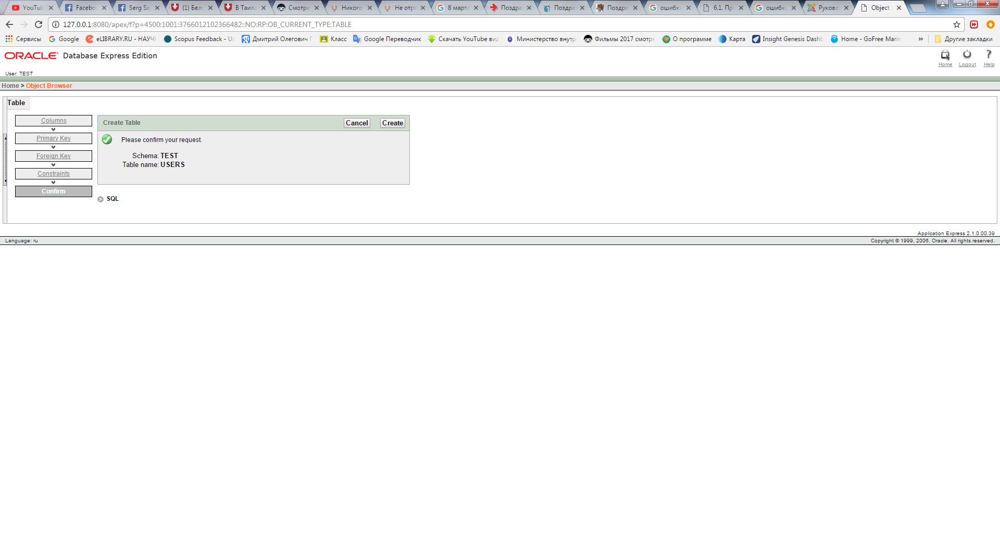 YouTub Facebo Serg Sa (1) Бело В Таила Смотре Никого Не отре 8 марта Поздра Поздра Поздра ошибк 6.1. Пр ошибк Руково Object
127.0.0.1:8080/apex/f?p=4500:1001:3766012102366482::NO:RP:OB_CURRENT_TYPE:TABLE
Сервисы Google eLIBRARY.RU - НАУЧ Scopus Feedback - Us Дмитрий Олегович Класс Google Переводчик Скачать YouTube вид Министерство внутр Фильмы 2017 смотре О программе Карта Insight Genesis Dashb Home - GoFree Marin » Другие закладки
ORACLE Database Express Edition
Home Logout Help
User: TEST
Home > Object Browser
Table
Columns
Primary Key
Foreign Key
Constraints
Confirm
Create Table Cancel Create
Please confirm your request.
Schema: TEST
Table name: USERS
SQL
Application Express 2.1.0.00.39
Language: ru Copyright © 1999, 2006, Oracle. All rights reserved.